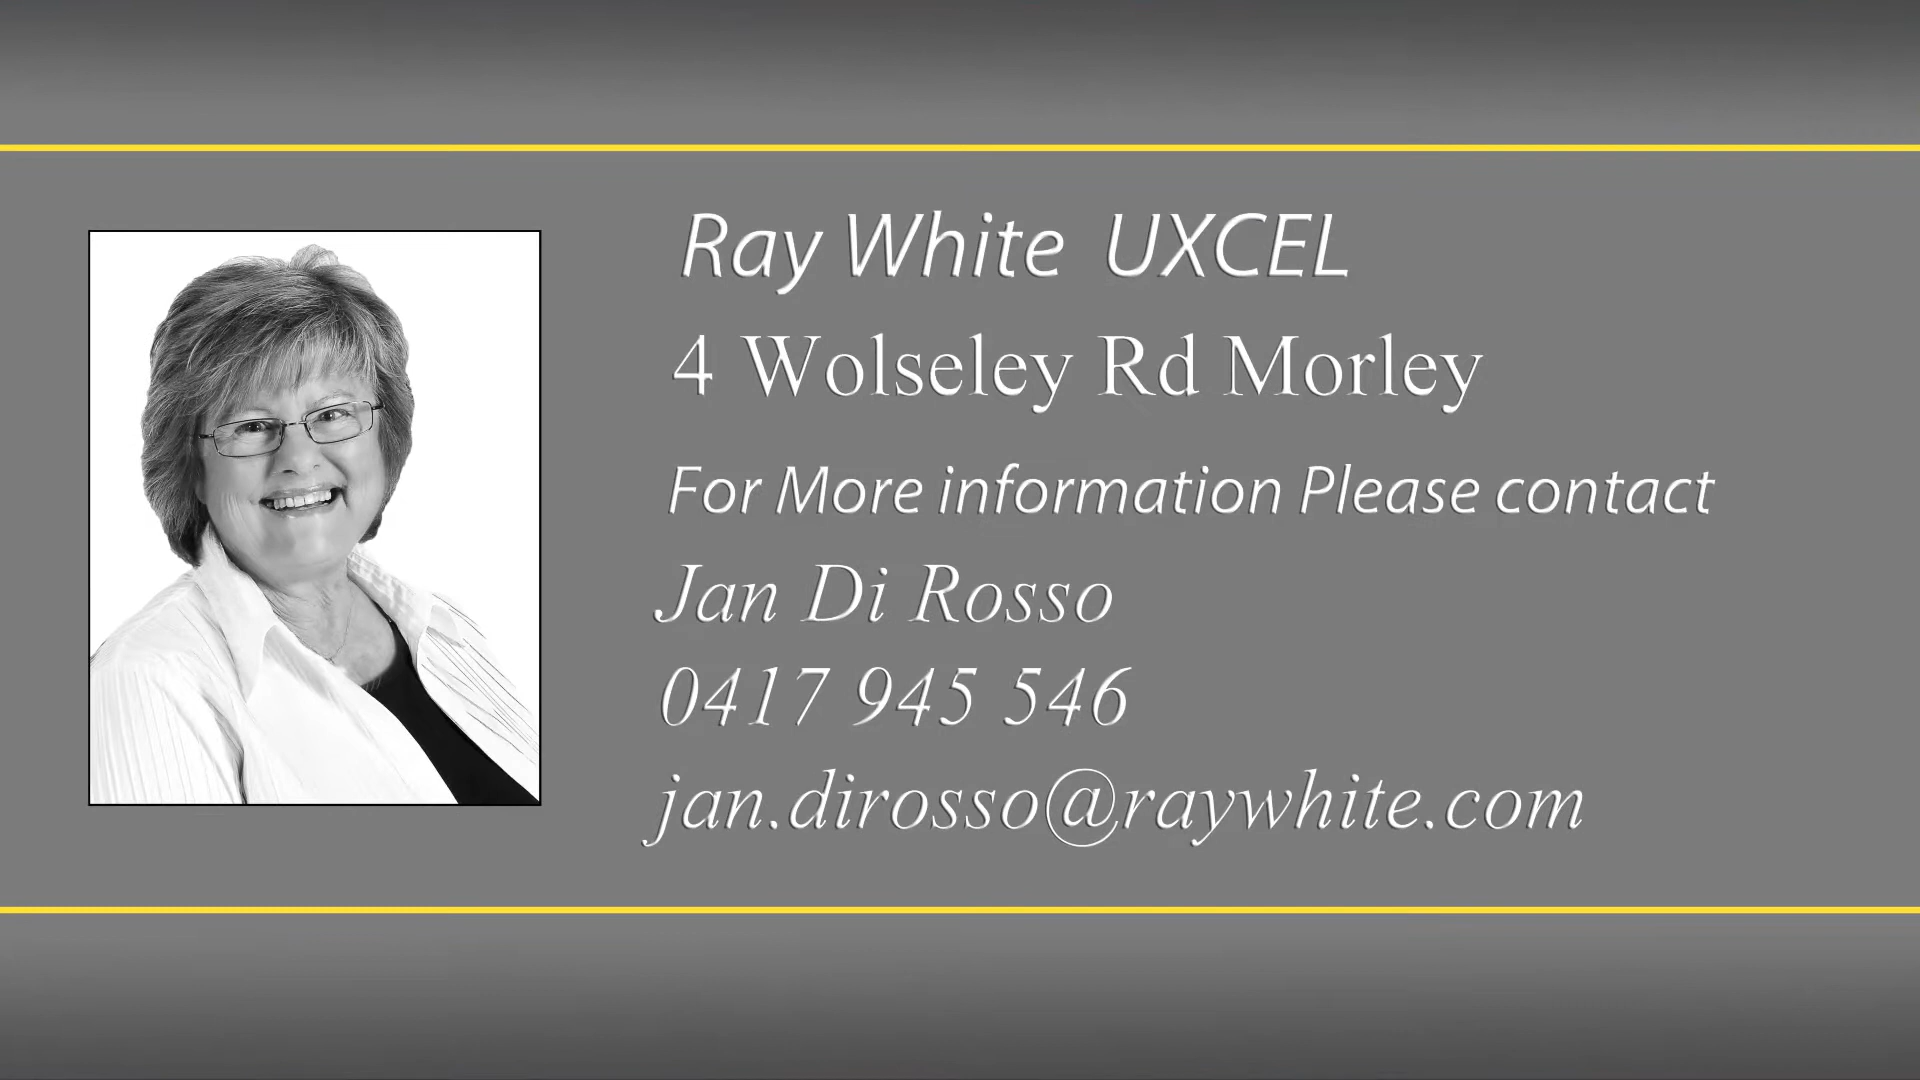 Ray White UXCEL
4 Wolseley Rd Morley
For More information Please contact
Jan Di Rosso
0417 945 546
jan.dirosso@raywhite.com